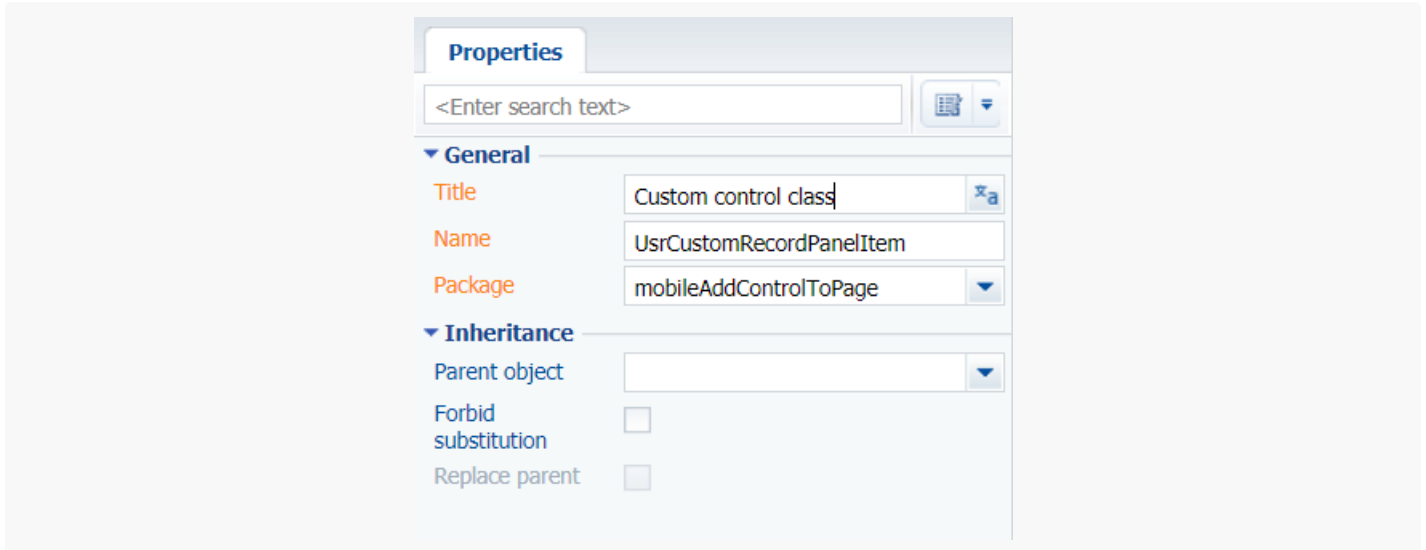 Properties
<Enter search text>
General
Title Custom control class
Name UsrCustomRecordPanelItem
Package mobileAddControlToPage
Inheritance
Parent object
Forbid
substitution
Replace parent